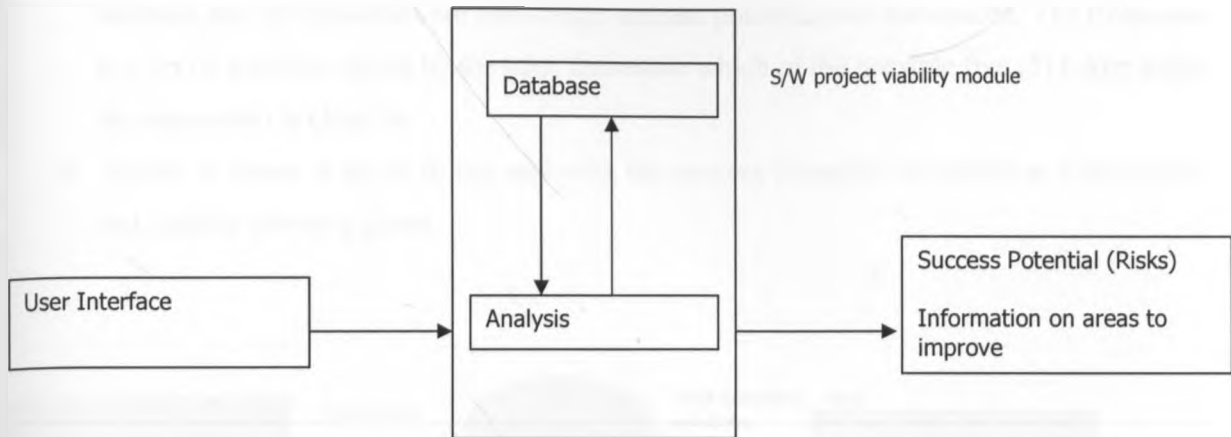 Database
S/W project viability module
User Interface
Analysis
Success Potential (Risks)
Information on areas to
improve